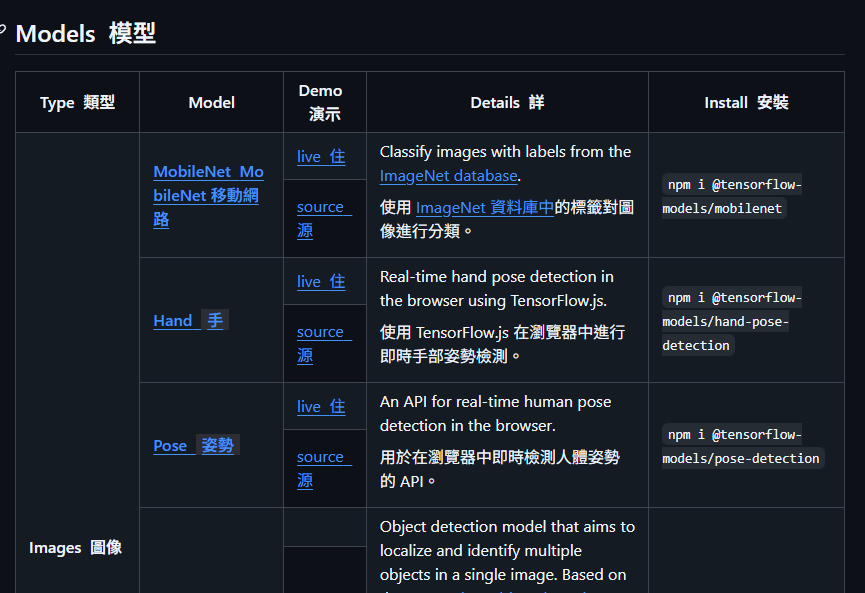 Models 模型
Type 類型
Model
Demo
演示
Details 詳
Install 安裝
Images 圖像
MobileNet Mo
bileNet 移動網
路
live 住
source
源
Classify images with labels from the
ImageNet database.
使用 ImageNet 資料庫中的標籤對圖
像進行分類。
npm i @tensorflow-
models/mobilenet
Hand 手
live 住
source
源
Real-time hand pose detection in
the browser using TensorFlow.js.
使用 TensorFlow.js 在瀏覽器中進行
即時手部姿勢檢測。
npm i @tensorflow-
models/hand-pose-
detection
Pose 姿勢
live 住
source
源
An API for real-time human pose
detection in the browser.
用於在瀏覽器中即時檢測人體姿勢
的 API。
npm i @tensorflow-
models/pose-detection
Object detection model that aims to
localize and identify multiple
objects in a single image. Based on